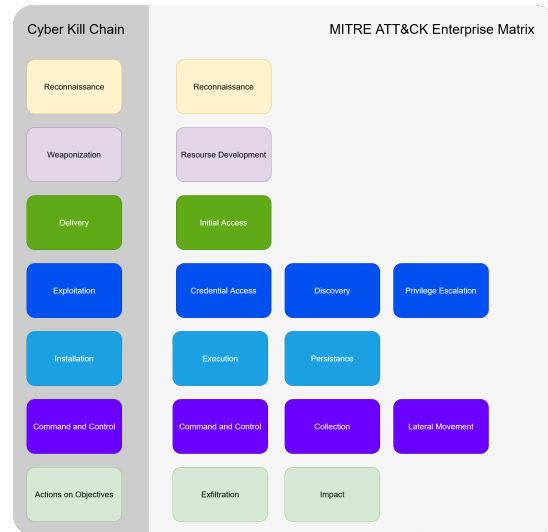 Cyber Kill Chain MITRE ATT&CK Enterprise Matrix
Reconnaissance Reconnaissance
Weaponization Resourse Development
Delivery Initial Access
Exploitation Credential Access Discovery Privilege Escalation
Installation Execution Persistance
Command and Control Command and Control Collection Lateral Movement
Actions on Objectives Exfiltration Impact